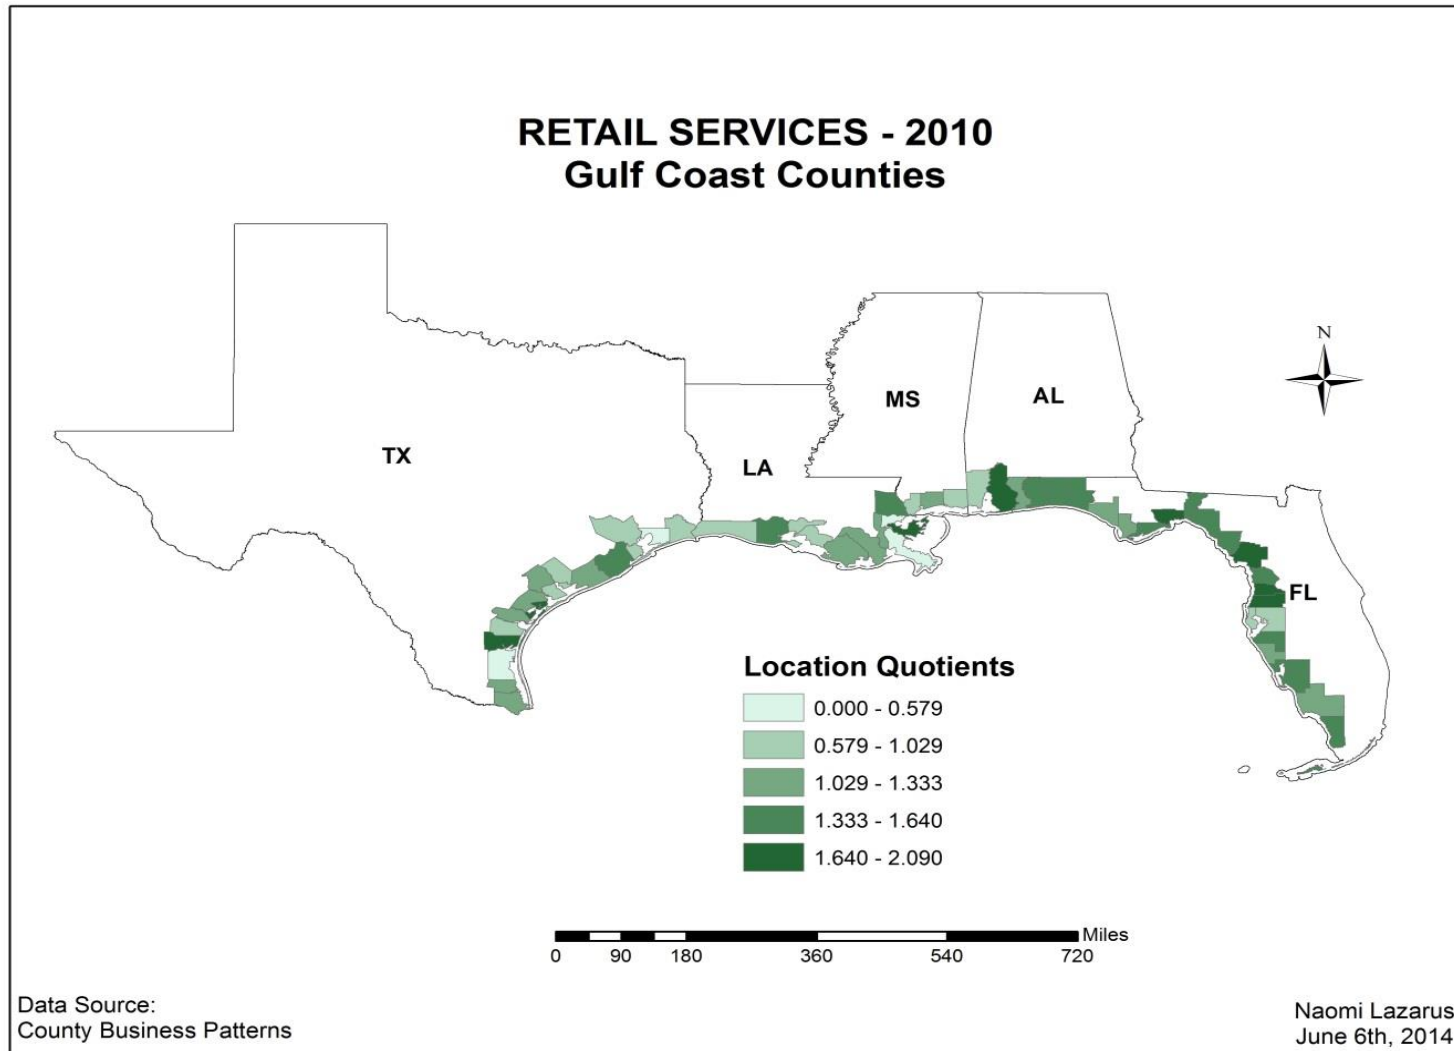 RETAIL SERVICES - 2010
Gulf Coast Counties
N
MS
AL
TX
LA
FL
Location Quotients
0.000 - 0.579
0.579 - 1.029
1.029 - 1.333
1.333 - 1.640
1.640 - 2.090
Miles
0 90 180 360 540 720
Data Source:
County Business Patterns
Naomi Lazarus
June 6th, 2014